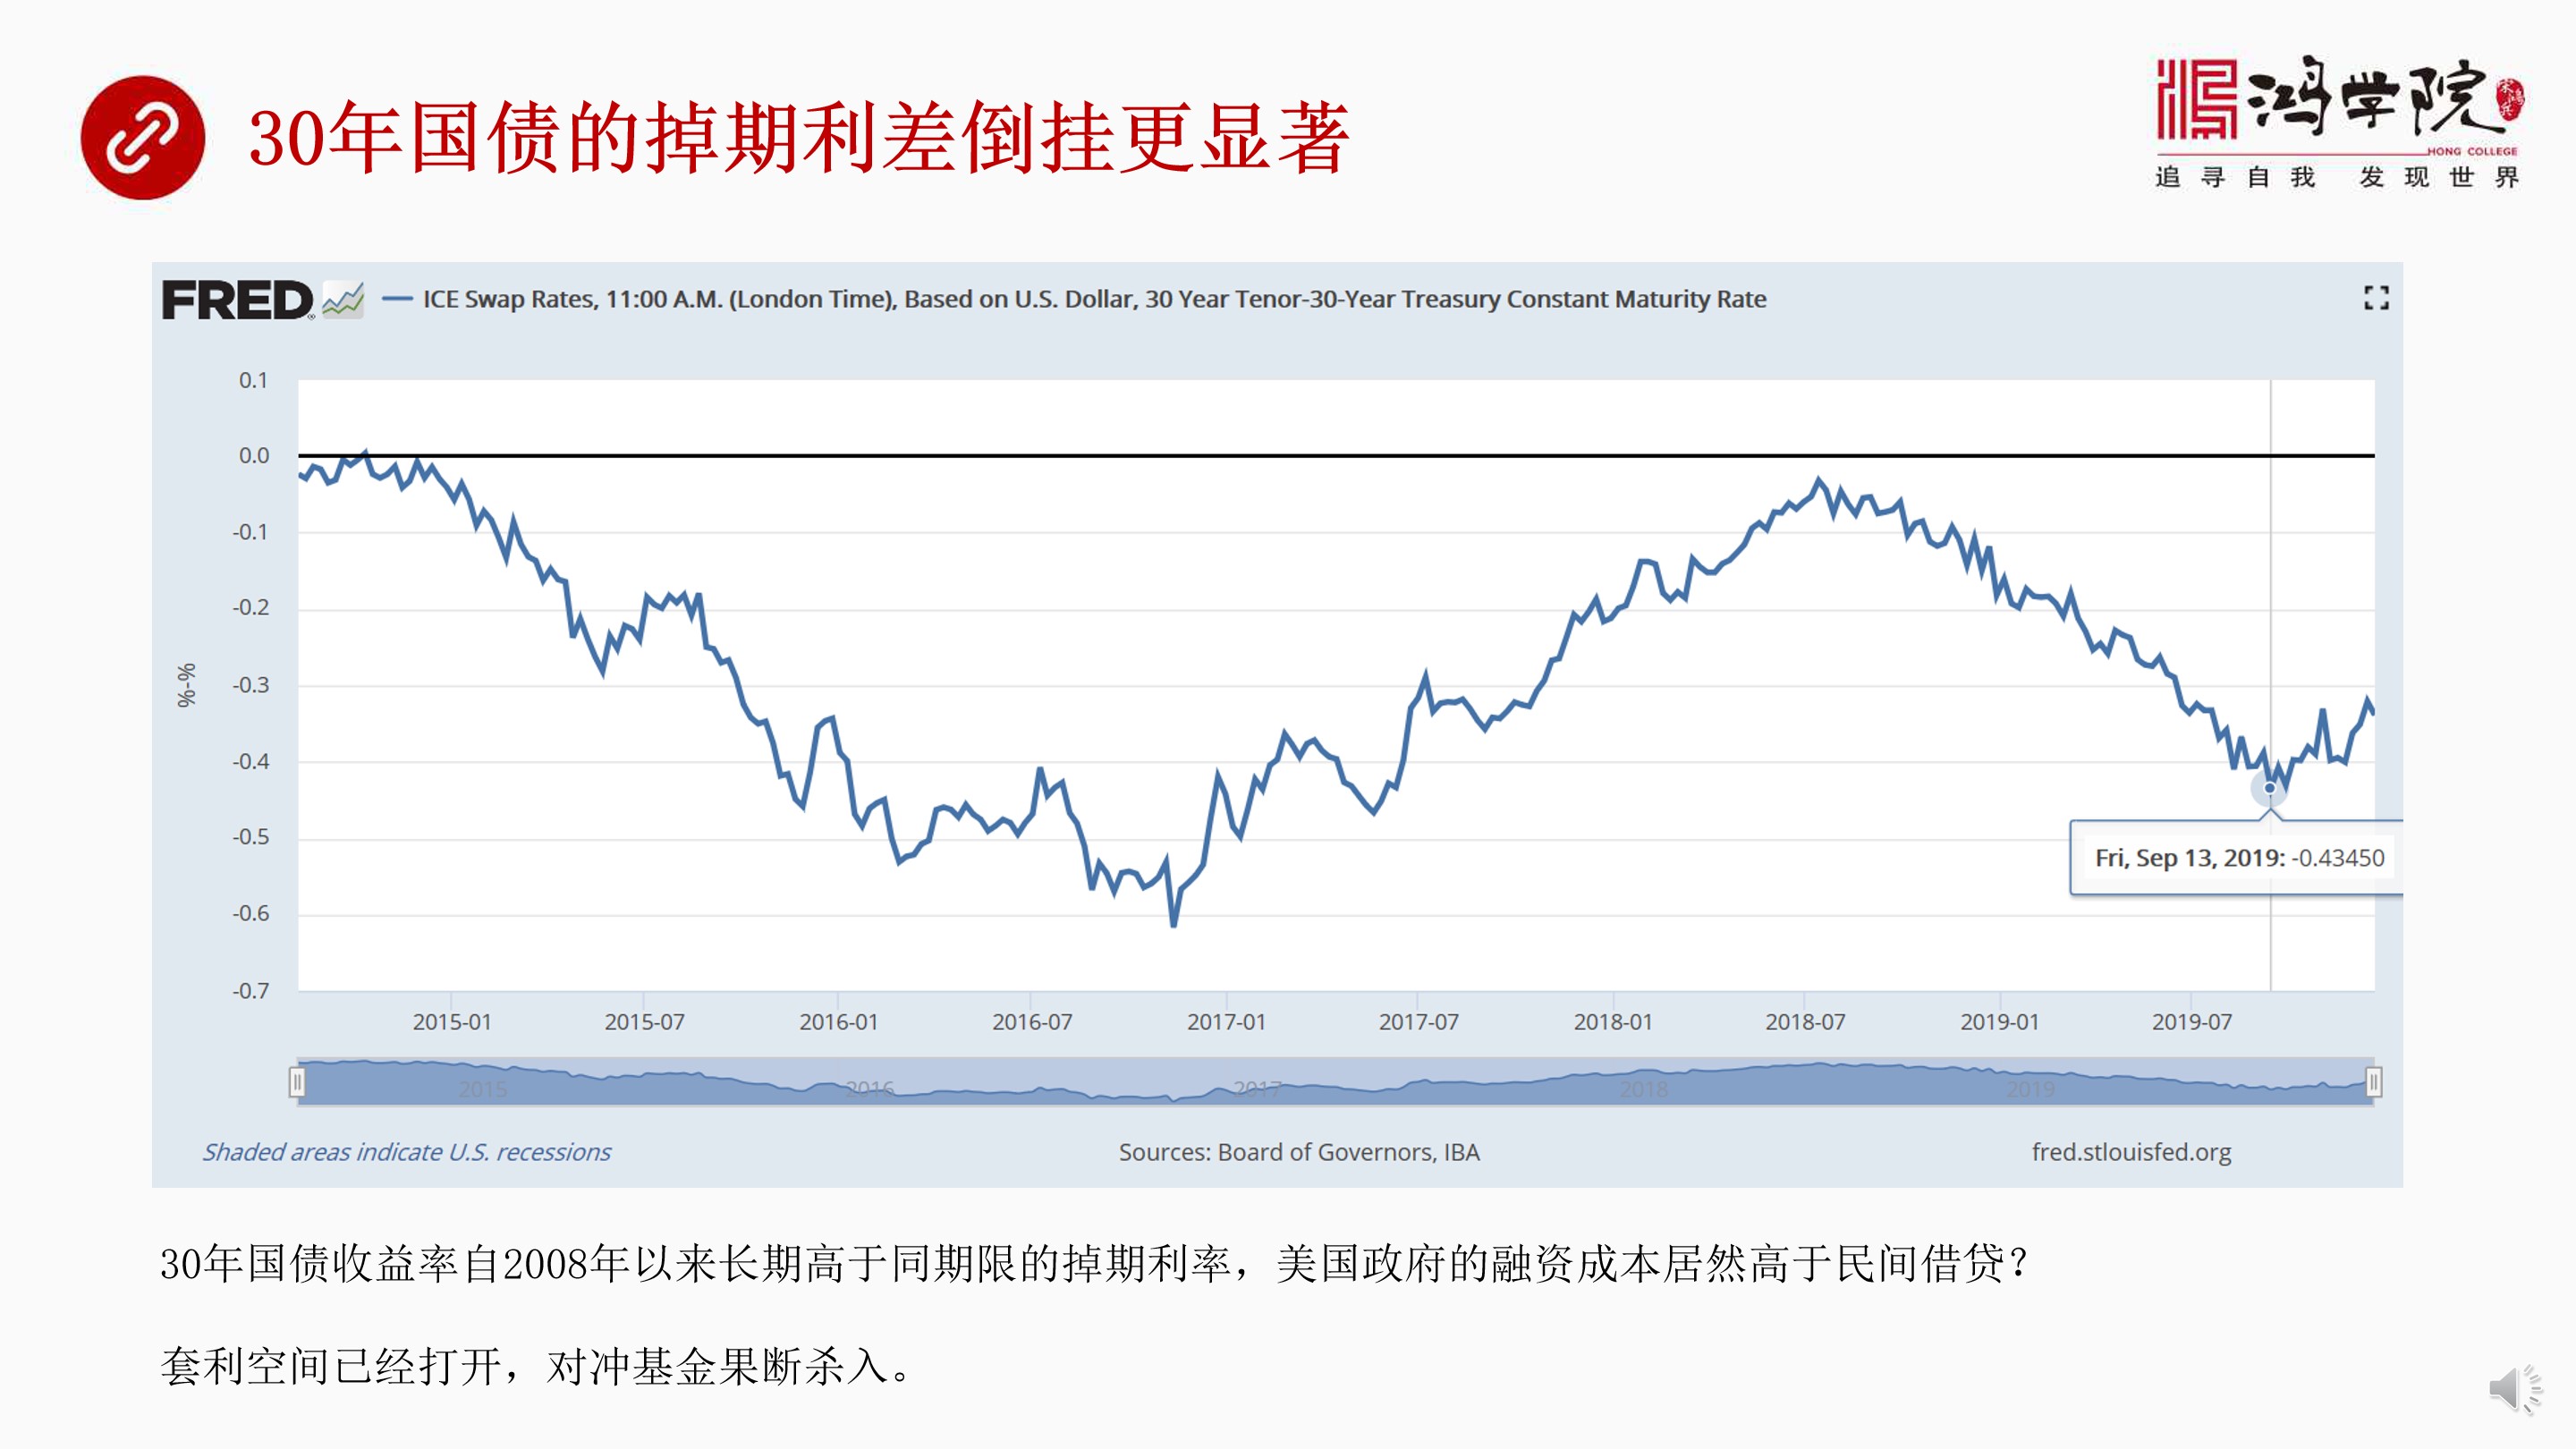 30年国债的掉期利差倒挂更显著
鸿学院
HONG COLLEGE
追寻自我 发现世界
FRED
ICE Swap Rates, 11:00 A.M. (London Time), Based on U.S. Dollar, 30 Year Tenor-30-Year Treasury Constant Maturity Rate
0.1
0.0
-0.1
-0.2
-0.3
-0.4
-0.5
-0.6
-0.7
%-%
Fri, Sep 13, 2019: -0.43450
2015-01 2015-07 2016-01 2016-07 2017-01 2017-07 2018-01 2018-07 2019-01 2019-07
2015 2016 2017 2018 2019
Shaded areas indicate U.S. recessions Sources: Board of Governors, IBA fred.stlouisfed.org
30年国债收益率自2008年以来长期高于同期限的掉期利率，美国政府的融资成本居然高于民间借贷？
套利空间已经打开，对冲基金果断杀入。